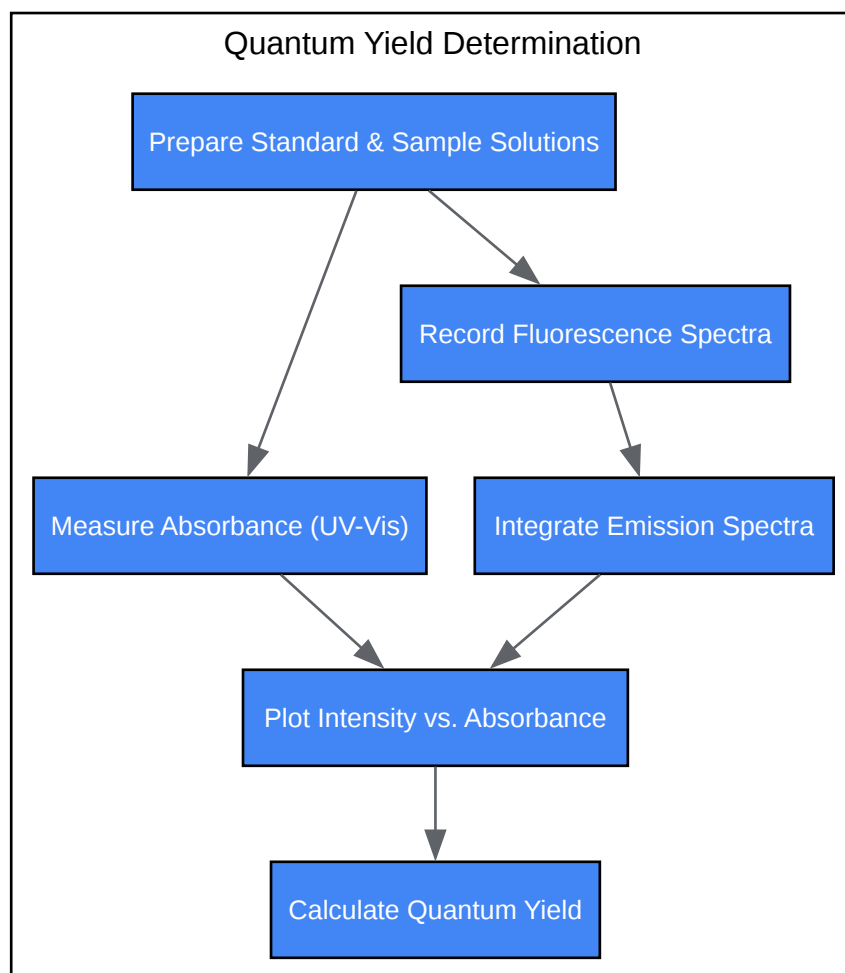 Quantum Yield Determination
Prepare Standard & Sample Solutions
Record Fluorescence Spectra
Measure Absorbance (UV-Vis)
Integrate Emission Spectra
Plot Intensity vs. Absorbance
Calculate Quantum Yield